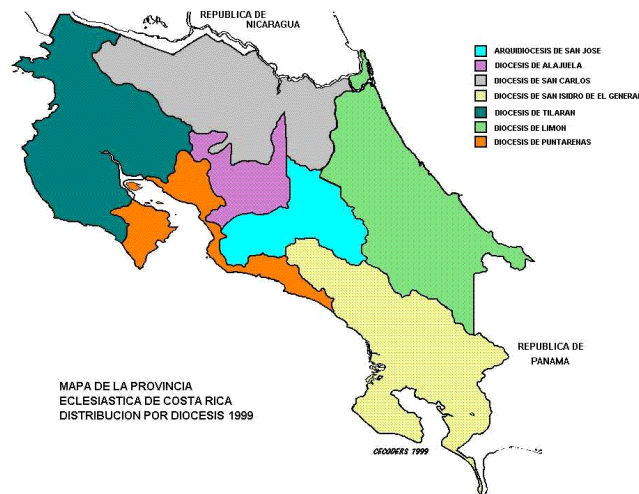 REPUBLICA DE
NICARAGUA
ARQUIDIOCESIS DE SAN JOSE
DIOCESIS DE ALAJUELA
DIOCESIS DE SAN CARLOS
DIOCESIS DE SAN ISIDRO DE EL GENERAL
DIOCESIS DE TILARAN
DIOCESIS DE LIMON
DIOCESIS DE PUNTARENAS
REPUBLICA DE
PANAMA
MAPA DE LA PROVINCIA
ECLESIASTICA DE COSTA RICA
DISTRIBUCION POR DIOCESIS 1999
CECODERS 1999